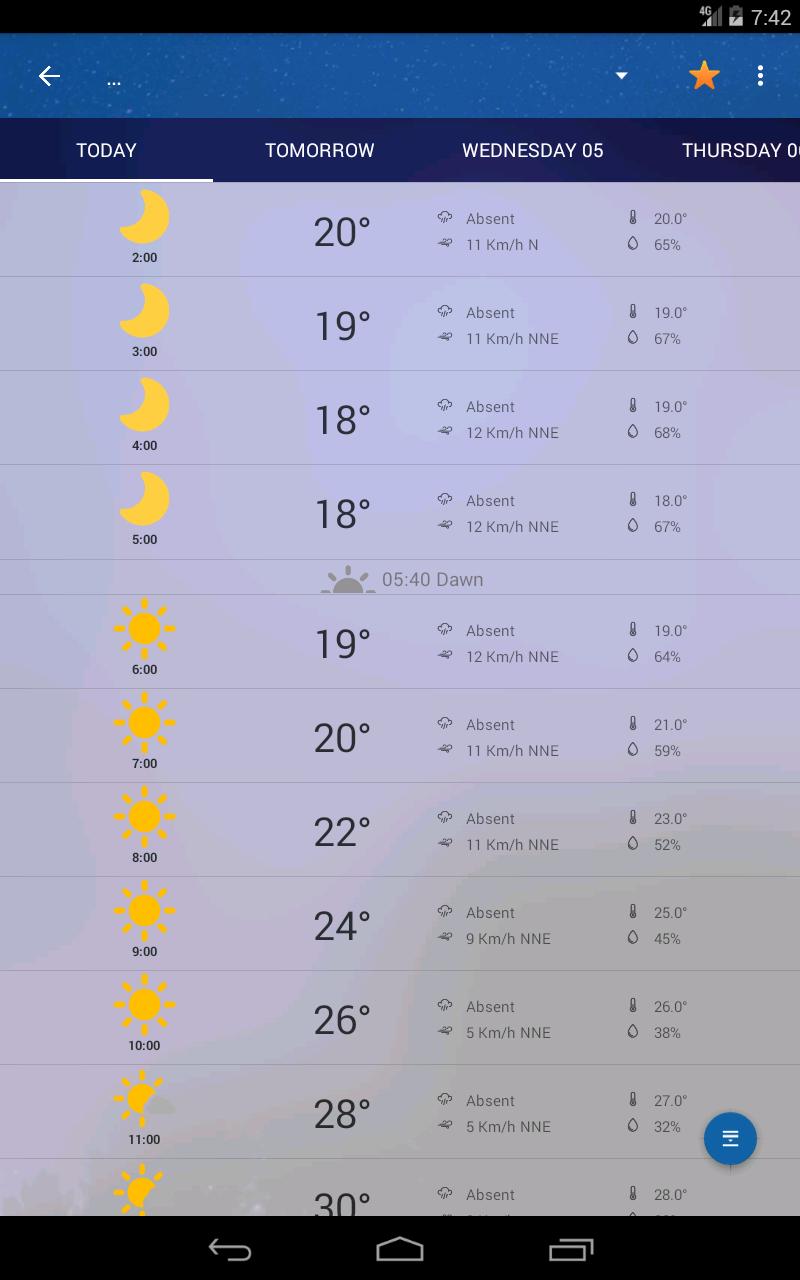 4G 7:42
...
TODAY TOMORROW WEDNESDAY 05 THURSDAY
Absent 20.0°
20°
2:00 11 Km/h N 65%
Absent 19.0°
19°
3:00 11 Km/h NNE 67%
Absent 19.0°
18°
4:00 12 Km/h NNE 68%
Absent 18.0°
18°
5:00 12 Km/h NNE 67%
05:40 Dawn
Absent 19.0°
19°
6:00 12 Km/h NNE 64%
Absent 21.0°
20°
7:00 11 Km/h NNE 59%
Absent 23.0°
22°
8:00 11 Km/h NNE 52%
Absent 25.0°
24°
9:00 9 Km/h NNE 45%
Absent 26.0°
26°
10:00 5 Km/h NNE 38%
Absent 27.0°
28°
11:00 5 Km/h NNE 32%
Absent 28.0°
30°